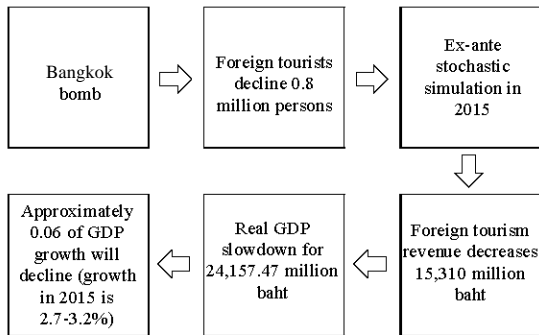 Bangkok
bomb
Foreign tourists
decline 0.8
million persons
Ex-ante
stochastic
simulation in
2015
Foreign tourism
revenue decreases
15,310 million
baht
Real GDP
slowdown for
24,157.47 million
baht
Approximately
0.06 of GDP
growth will
decline (growth
in 2015 is
2.7-3.2%)